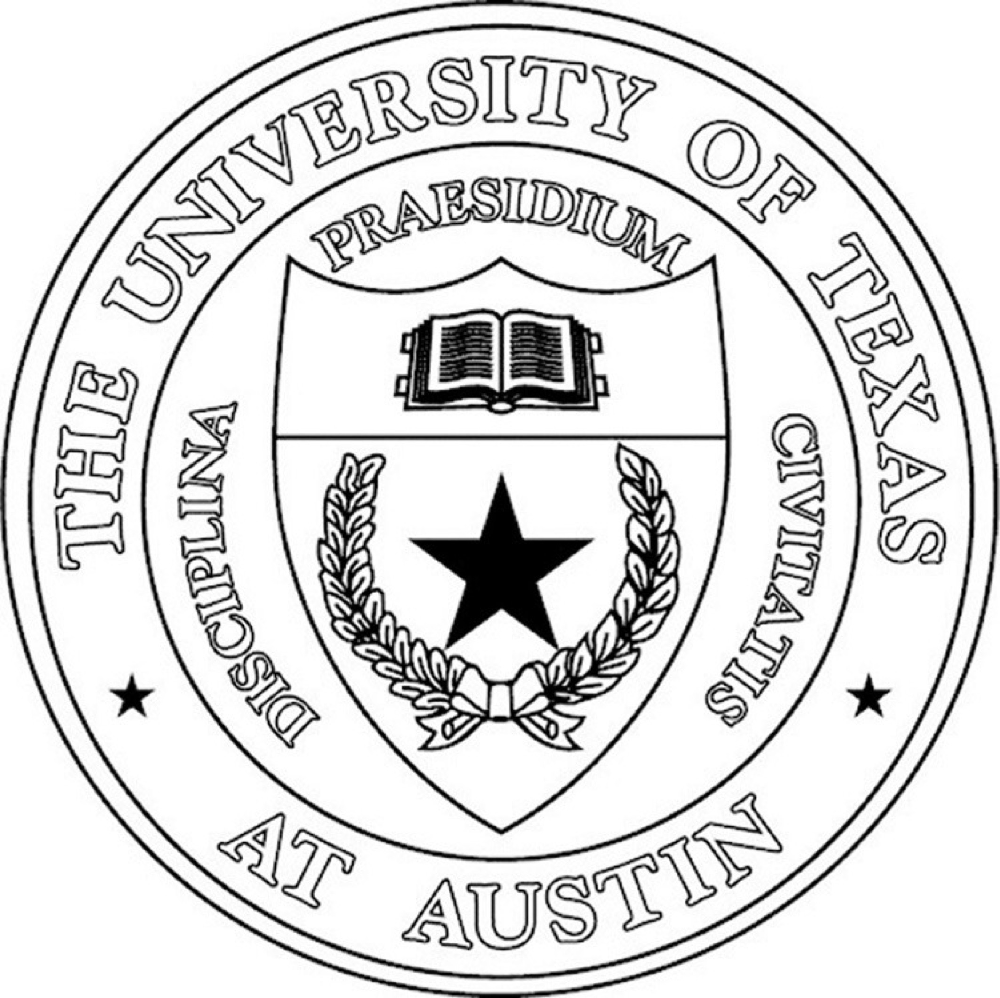 THE UNIVERSITY OF TEXAS
AT AUSTIN
DISCIPLINA
PRAESIDIUM
CIVITATIS